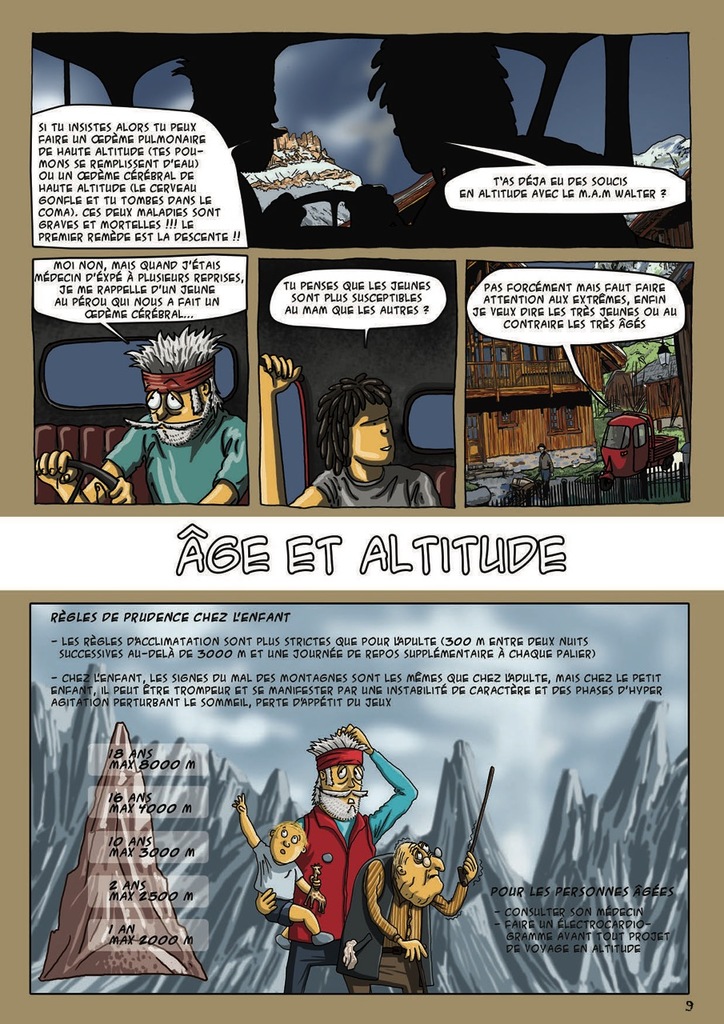 SI TU INSISTES ALORS TU PEUX
FAIRE UN ŒDÈME PULMONAIRE
DE HAUTE ALTITUDE (TES POU-
MONS SE REMPLISSENT D'EAU)
OU UN ŒDÈME CÉRÉBRAL DE
HAUTE ALTITUDE (LE CERVEAU
GONFLE ET TU TOMBES DANS LE
COMA). CES DEUX MALADIES SONT
GRAVES ET MORTELLES !!! LE
PREMIER REMÈDE EST LA DESCENTE !!
T'AS DÉJA EU DES SOUCIS
EN ALTITUDE AVEC LE M.A.M WALTER ?
MOI NON, MAIS QUAND J'ÉTAIS
MÉDECIN D'ÉXPÉ À PLUSIEURS REPRISES,
JE ME RAPPELLE D'UN JEUNE
AU PÉROU QUI NOUS A FAIT UN
ŒDÈME CÉRÉBRAL...
TU PENSES QUE LES JEUNES
SONT PLUS SUSCEPTIBLES
AU MAM QUE LES AUTRES ?
PAS FORCÉMENT MAIS FAUT FAIRE
ATTENTION AUX EXTRÊMES, ENFIN
JE VEUX DIRE LES TRÈS JEUNES OU AU
CONTRAIRE LES TRÈS ÂGÉS
ÂGE ET ALTITUDE
RÈGLES DE PRUDENCE CHEZ L'ENFANT
- LES RÈGLES D'ACCLIMATATION SONT PLUS STRICTES QUE POUR L'ADULTE (300 M ENTRE DEUX NUITS
SUCCESSIVES AU-DELÀ DE 3000 M ET UNE JOURNÉE DE REPOS SUPPLÉMENTAIRE À CHAQUE PALIER)
- CHEZ L'ENFANT, LES SIGNES DU MAL DES MONTAGNES SONT LES MÊMES QUE CHEZ L'ADULTE, MAIS CHEZ LE PETIT
ENFANT, IL PEUT ÊTRE TROMPEUR ET SE MANIFESTER PAR UNE INSTABILITÉ DE CARACTÈRE ET DES PHASES D'HYPER
AGITATION PERTURBANT LE SOMMEIL, PERTE D'APPÉTIT DU JEUX
18 ANS
MAX 8000 M
16 ANS
MAX 4000 M
10 ANS
MAX 3000 M
2 ANS
MAX 2500 M
1 AN
MAX 2000 M
POUR LES PERSONNES ÂGÉES
- CONSULTER SON MÉDECIN
- FAIRE UN ÉLECTROCARDIO-
GRAMME AVANT TOUT PROJET
DE VOYAGE EN ALTITUDE
9